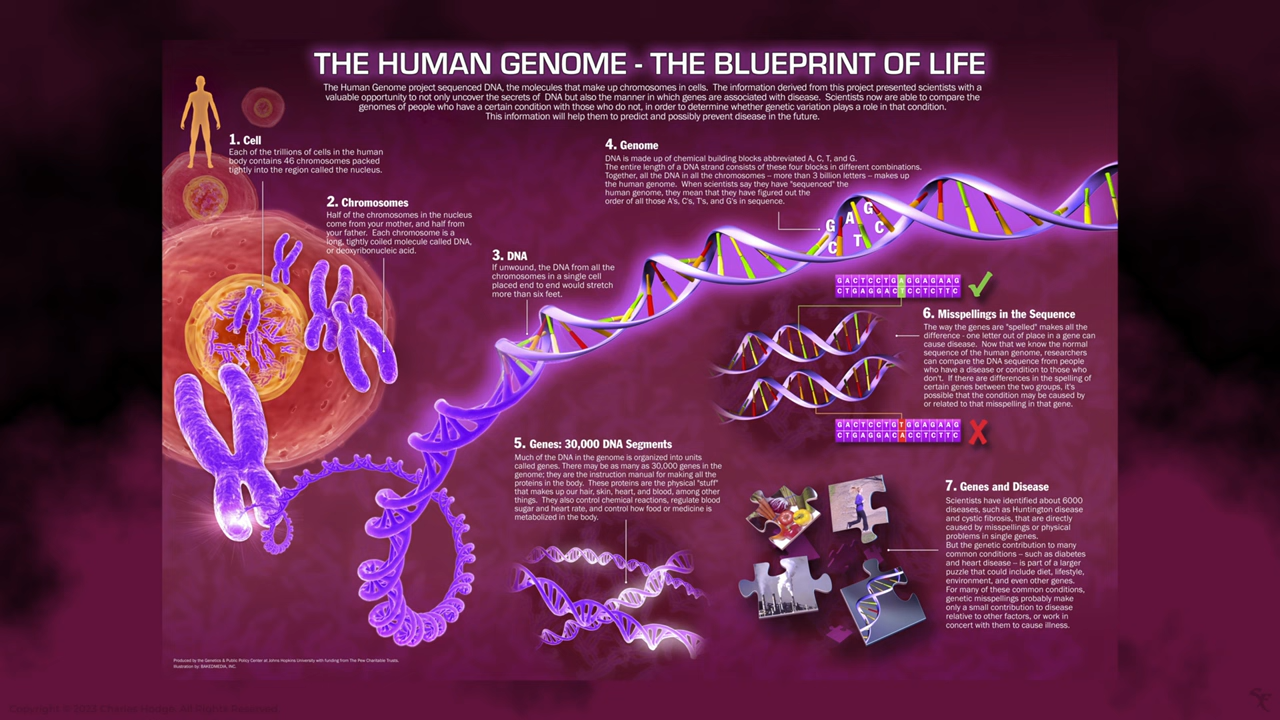 THE HUMAN GENOME - THE BLUEPRINT OF LIFE
The Human Genome project sequenced DNA, the molecules that make up chromosomes in cells. The information derived from this project presented scientists with a
valuable opportunity to not only uncover the secrets of DNA but also the manner in which genes are associated with disease. Scientists now are able to compare the
genomes of people who have a certain condition with those who do not, in order to determine whether genetic variation plays a role in that condition.
This information will help them to predict and possibly prevent disease in the future.
1. Cell
Each of the trillions of cells in the human
body contains 46 chromosomes packed
tightly into the region called the nucleus.
2. Chromosomes
Half of the chromosomes in the nucleus
come from your mother, and half from
your father. Each chromosome is a
long, tightly coiled molecule called DNA,
or deoxyribonucleic acid.
3. DNA
If unwound, the DNA from all the
chromosomes in a single cell
placed end to end would stretch
more than six feet.
4. Genome
DNA is made up of chemical building blocks abbreviated A, C, T, and G.
The entire length of a DNA strand consists of these four blocks in different combinations.
Together, all the DNA in all the chromosomes – more than 3 billion letters – makes up
the human genome. When scientists say they have "sequenced" the
human genome, they mean that they have figured out the
order of all those A's, C's, T's, and G's in sequence.
G A G
C T C
5. Genes: 30,000 DNA Segments
Much of the DNA in the genome is organized into units
called genes. There may be as many as 30,000 genes in the
genome; they are the instruction manual for making all the
proteins in the body. These proteins are the physical "stuff"
that makes up our hair, skin, heart, and blood, among other
things. They also control chemical reactions, regulate blood
sugar and heart rate, and control how food or medicine is
metabolized in the body.
GACTCCTGAGGAGAAG
CTGAGGACTCCTCTTC
6. Misspellings in the Sequence
The way the genes are "spelled" makes all the
difference - one letter out of place in a gene can
cause disease. Now that we know the normal
sequence of the human genome, researchers
can compare the DNA sequence from people
who have a disease or condition to those who
don't. If there are differences in the spelling of
certain genes between the two groups, it's
possible that the condition may be caused by
or related to that misspelling in that gene.
GACTCCTGTGGAGAAG
CTGAGGACACCTCTTC
7. Genes and Disease
Scientists have identified about 6000
diseases, such as Huntington disease
and cystic fibrosis, that are directly
caused by misspellings or physical
problems in single genes.
But the genetic contribution to many
common conditions – such as diabetes
and heart disease – is part of a larger
puzzle that could include diet, lifestyle,
environment, and even other genes.
For many of these common conditions,
genetic misspellings probably make
only a small contribution to disease
relative to other factors, or work in
concert with them to cause illness.
Produced by the Genetics & Public Policy Center at Johns Hopkins University with funding from The Pew Charitable Trusts.
Illustration by: BAKEDMEDIA, INC.
Copyright © All Rights Reserved.